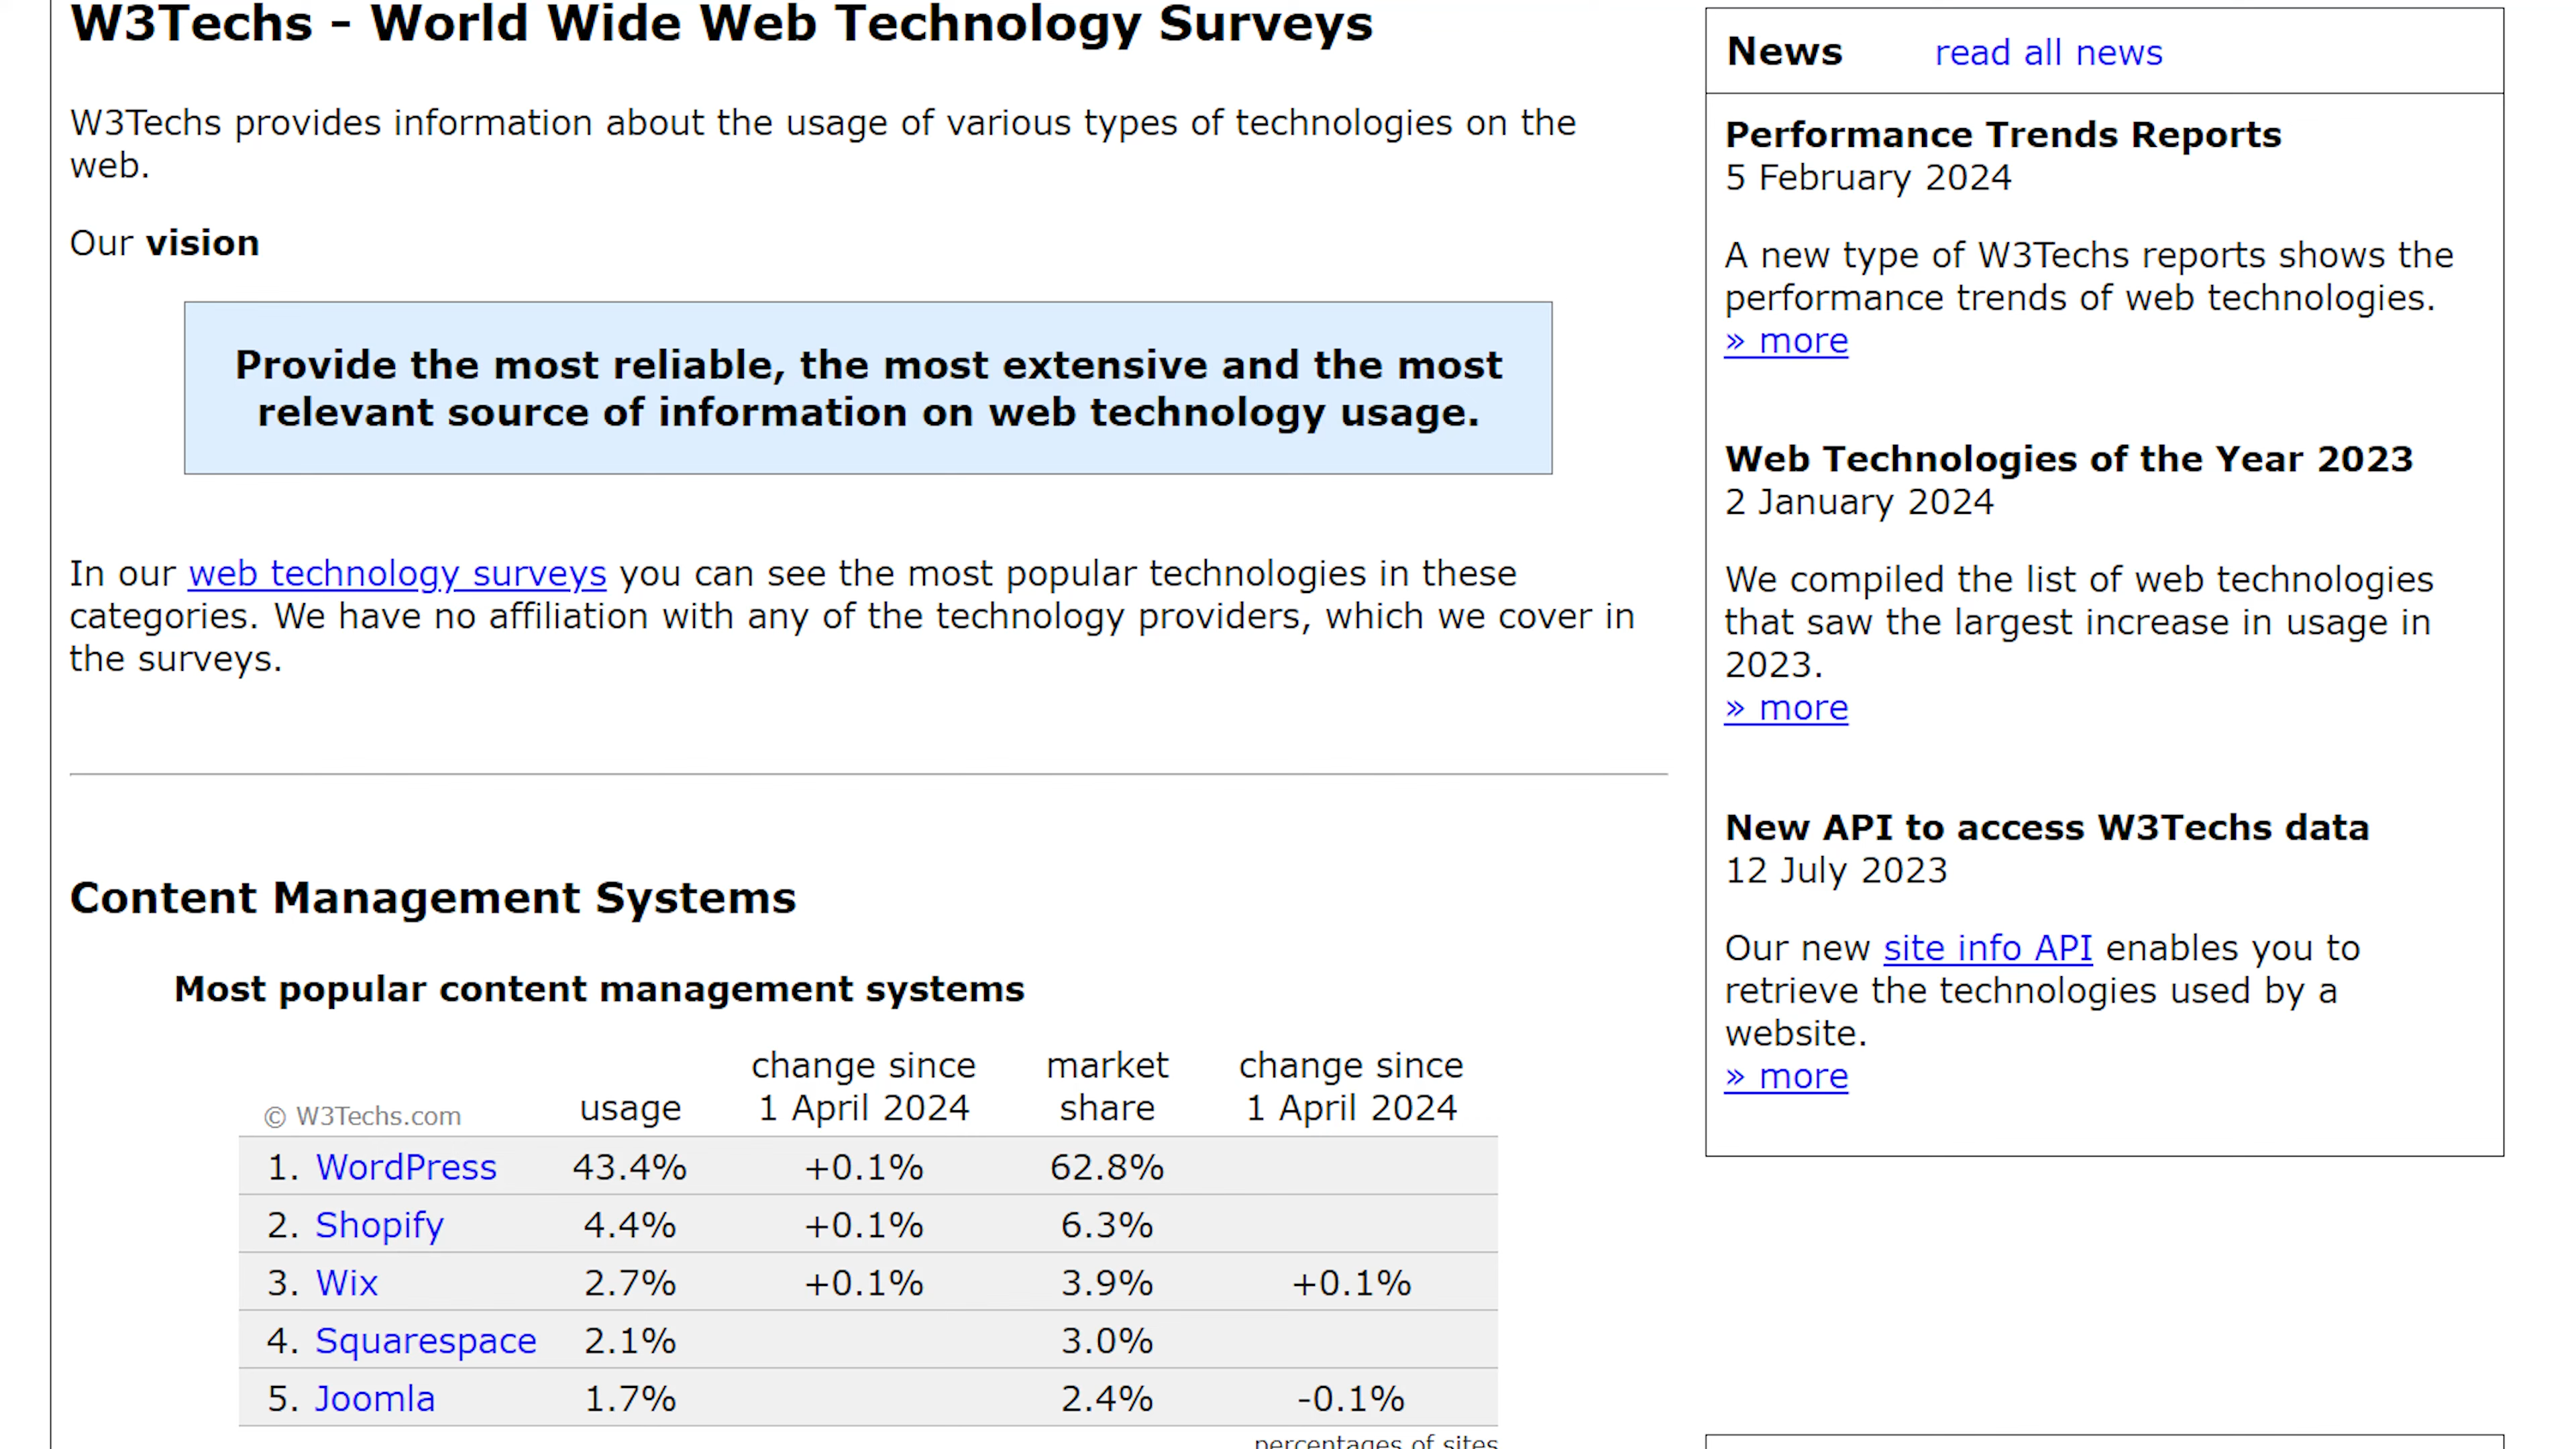 W3Techs - World Wide Web Technology Surveys
W3Techs provides information about the usage of various types of technologies on the
web.
Our vision
Provide the most reliable, the most extensive and the most
relevant source of information on web technology usage.
In our web technology surveys you can see the most popular technologies in these
categories. We have no affiliation with any of the technology providers, which we cover in
the surveys.
Content Management Systems
Most popular content management systems
© W3Techs.com usage change since 1 April 2024 market share change since 1 April 2024
1. WordPress 43.4% +0.1% 62.8%
2. Shopify 4.4% +0.1% 6.3%
3. Wix 2.7% +0.1% 3.9% +0.1%
4. Squarespace 2.1% 3.0%
5. Joomla 1.7% 2.4% -0.1%
percentages of sites
News read all news
Performance Trends Reports
5 February 2024
A new type of W3Techs reports shows the
performance trends of web technologies.
» more
Web Technologies of the Year 2023
2 January 2024
We compiled the list of web technologies
that saw the largest increase in usage in
2023.
» more
New API to access W3Techs data
12 July 2023
Our new site info API enables you to
retrieve the technologies used by a
website.
» more